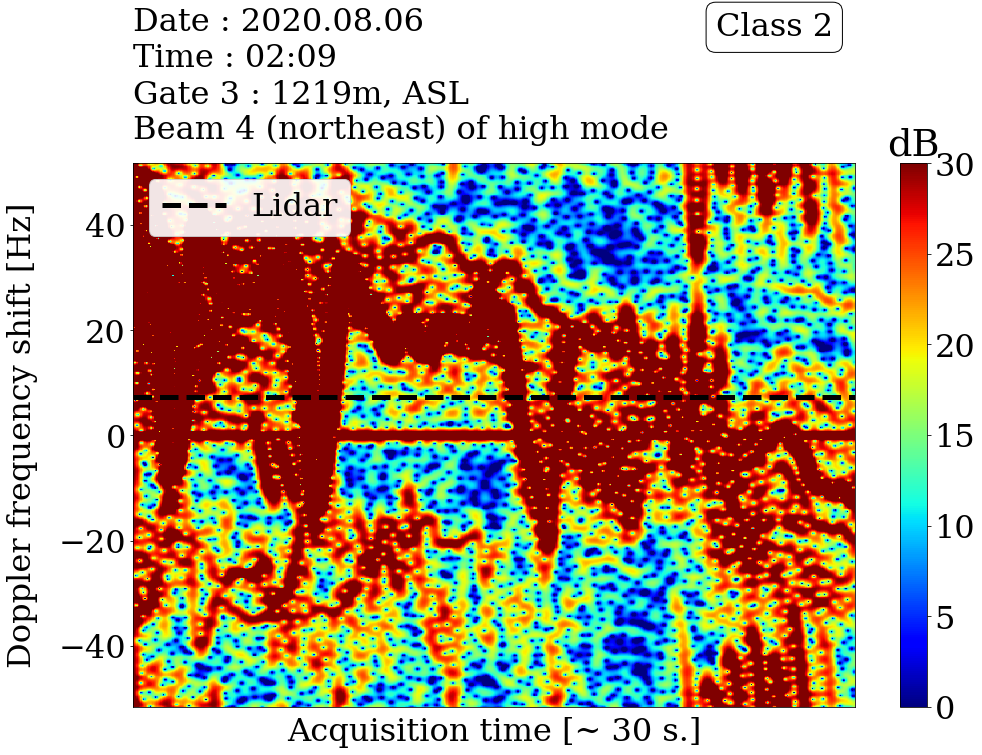 Date : 2020.08.06
Time : 02:09
Gate 3 : 1219m, ASL
Beam 4 (northeast) of high mode
Class 2
dB
Lidar
Doppler frequency shift [Hz]
40
20
0
−20
−40
30
25
20
15
10
5
0
Acquisition time [~ 30 s.]